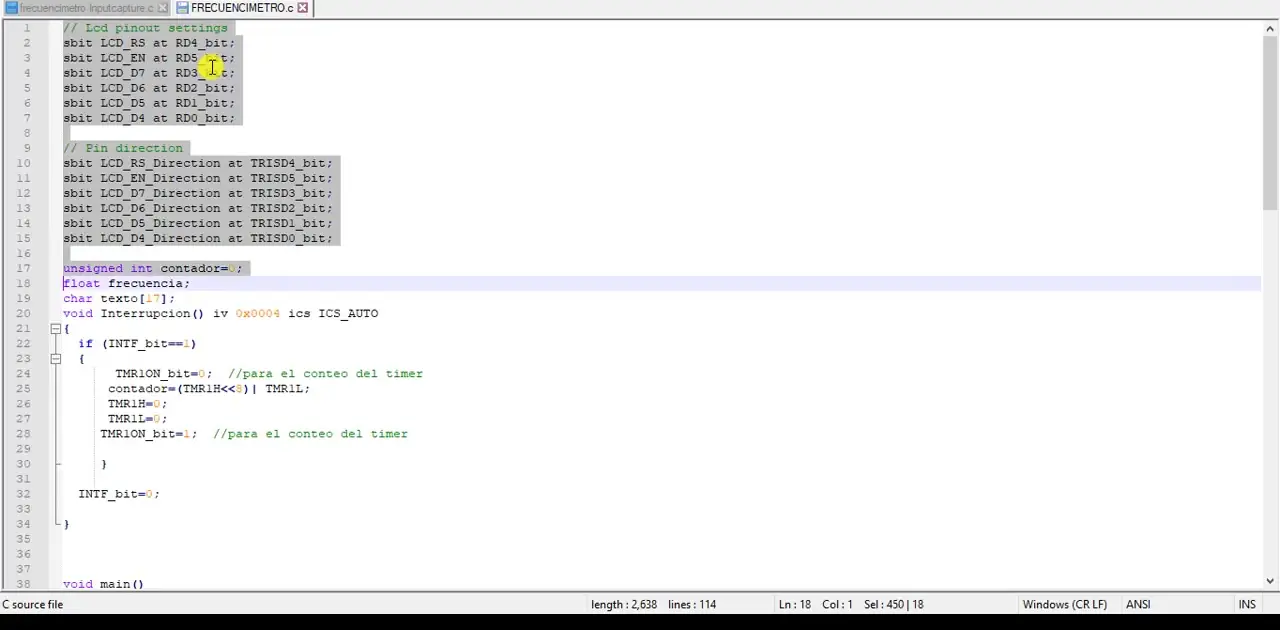 frecuencimetro Inputcapture.c FRECUENCIMETRO.c
1 // Lcd pinout settings
2 sbit LCD_RS at RD4_bit;
3 sbit LCD_EN at RD5_bit;
4 sbit LCD_D7 at RD3_bit;
5 sbit LCD_D6 at RD2_bit;
6 sbit LCD_D5 at RD1_bit;
7 sbit LCD_D4 at RD0_bit;
8
9 // Pin direction
10 sbit LCD_RS_Direction at TRISD4_bit;
11 sbit LCD_EN_Direction at TRISD5_bit;
12 sbit LCD_D7_Direction at TRISD3_bit;
13 sbit LCD_D6_Direction at TRISD2_bit;
14 sbit LCD_D5_Direction at TRISD1_bit;
15 sbit LCD_D4_Direction at TRISD0_bit;
16
17 unsigned int contador=0;
18 float frecuencia;
19 char texto[17];
20 void Interrupcion() iv 0x0004 ics ICS_AUTO
21 {
22 if (INTF_bit==1)
23 {
24 TMR1ON_bit=0; //para el conteo del timer
25 contador=(TMR1H<<8)| TMR1L;
26 TMR1H=0;
27 TMR1L=0;
28 TMR1ON_bit=1; //para el conteo del timer
29
30 }
31
32 INTF_bit=0;
33
34 }
35
36
37
38 void main()
C source file length : 2,638 lines : 114 Ln : 18 Col : 1 Sel : 450 | 18 Windows (CR LF) ANSI INS